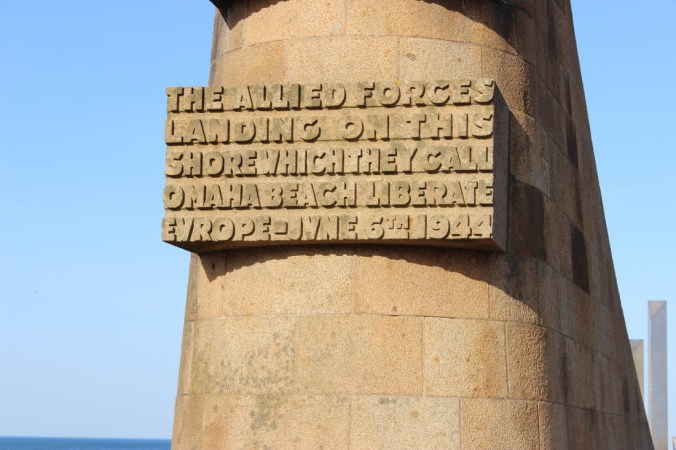 THE ALLIED FORCES
LANDING ON THIS
SHORE WHICH THEY CALL
OMAHA BEACH LIBERATE
EVROPE-JVNE 6TH 1944